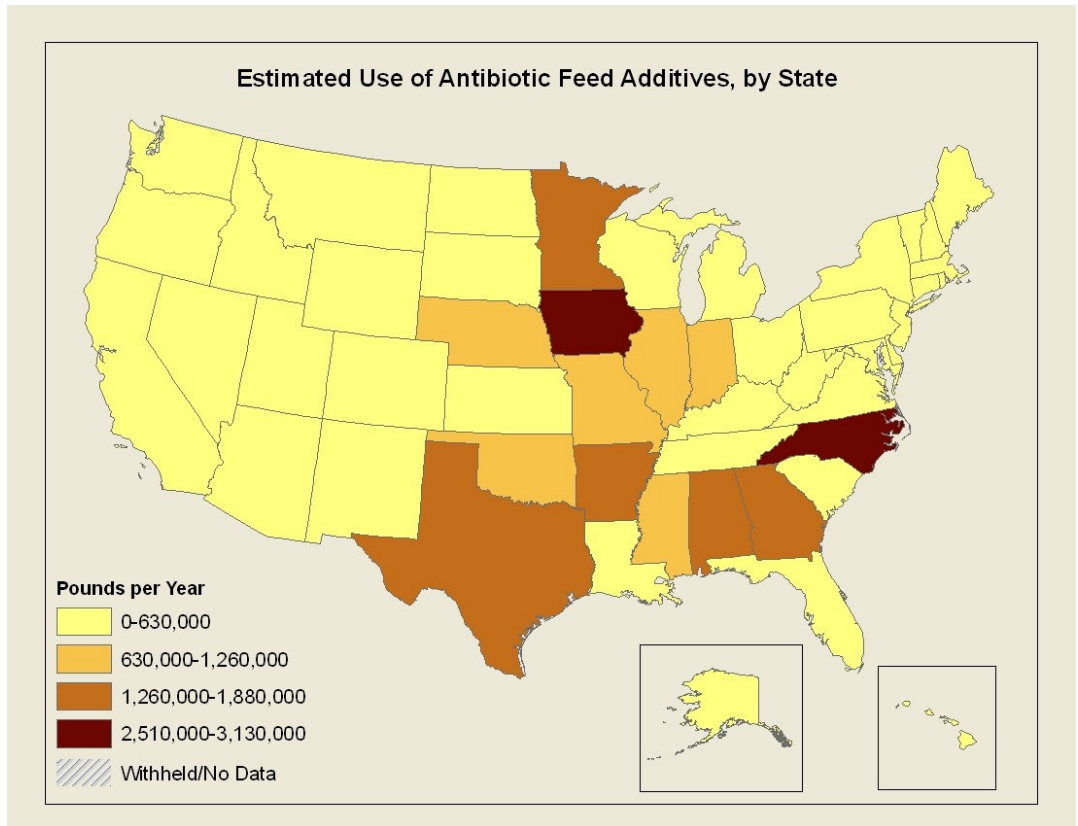 Estimated Use of Antibiotic Feed Additives, by State
Pounds per Year
0-630,000
630,000-1,260,000
1,260,000-1,880,000
2,510,000-3,130,000
Withheld/No Data